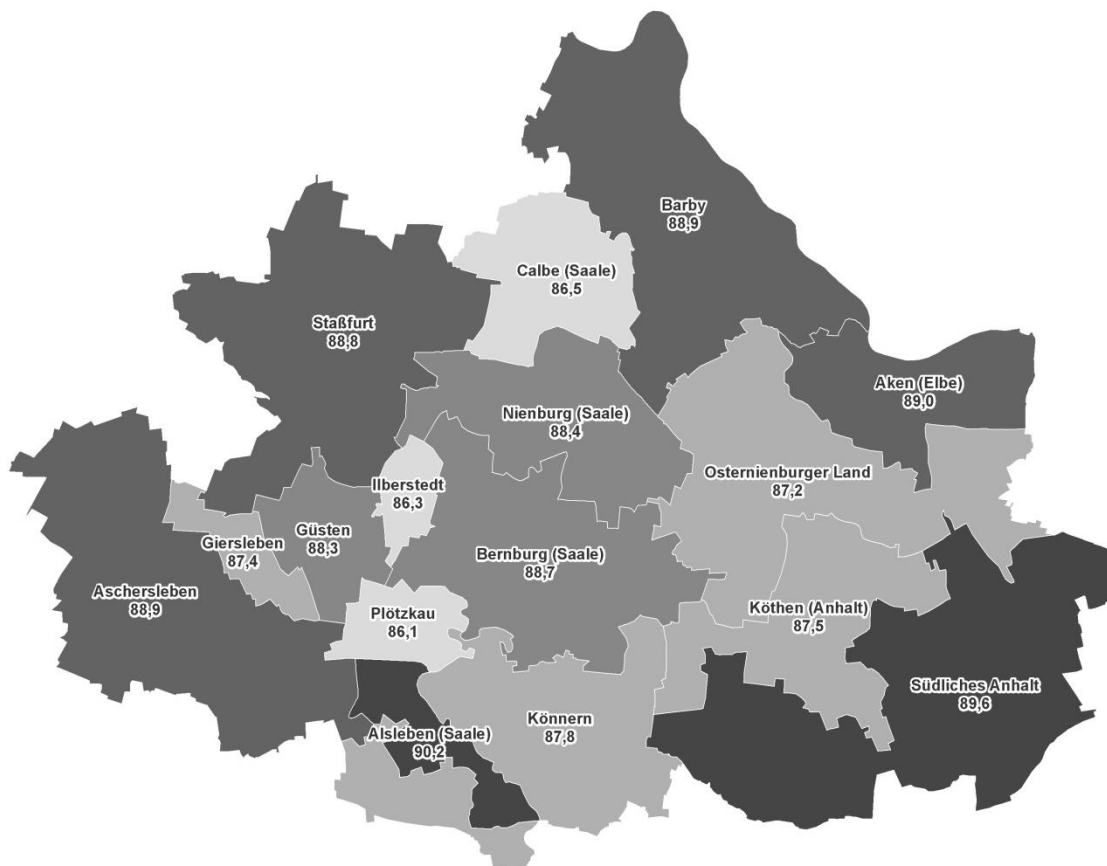 Barby
88,9
Calbe (Saale)
86,5
Staßfurt
88,8
Aken (Elbe)
89,0
Nienburg (Saale)
88,4
Osternienburger Land
87,2
Ilberstedt
86,3
Güsten
88,3
Giersleben
87,4
Bernburg (Saale)
88,7
Aschersleben
88,9
Plötzkau
86,1
Köthen (Anhalt)
87,5
Südliches Anhalt
89,6
Könnern
87,8
Alsleben (Saale)
90,2